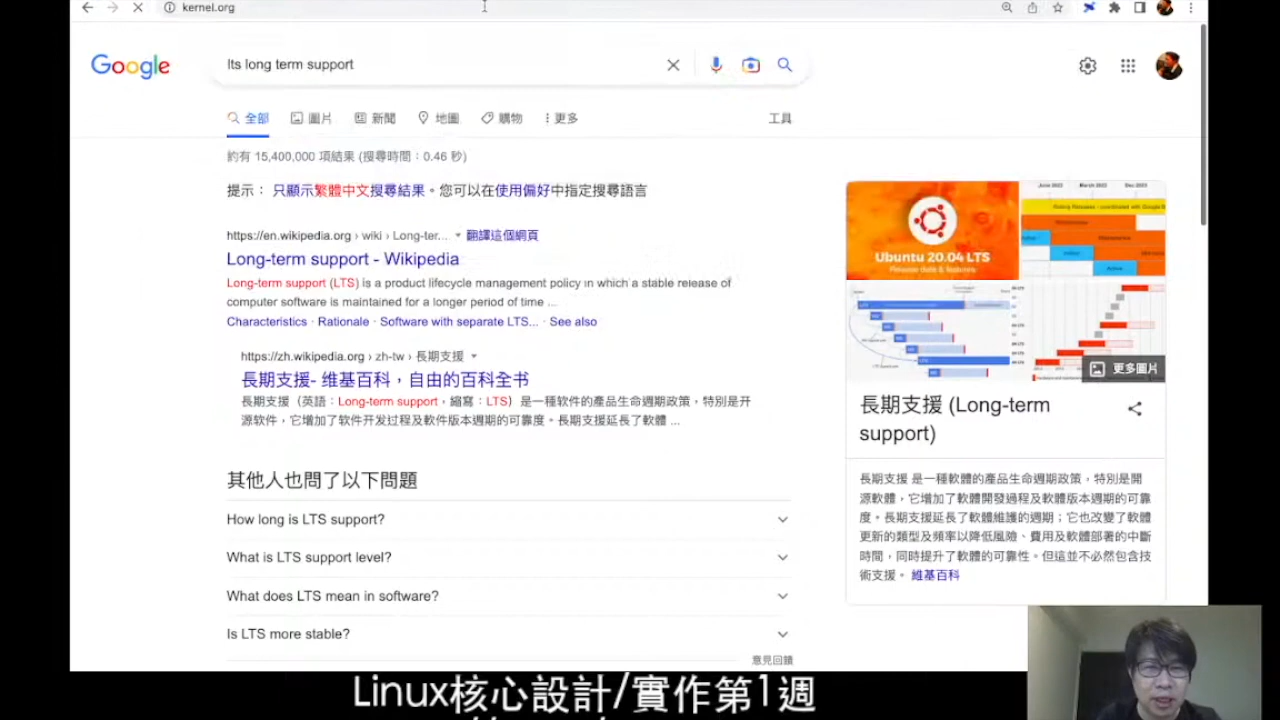 kernel.org
Google
lts long term support
全部
圖片
新聞
地圖
購物
更多
工具
約有 15,400,000 項結果 (搜尋時間：0.46 秒)
提示： 只顯示繁體中文搜尋結果。您可以在使用偏好中指定搜尋語言
https://en.wikipedia.org › wiki › Long-ter... 翻譯這個網頁
Long-term support - Wikipedia
Long-term support (LTS) is a product lifecycle management policy in which a stable release of
computer software is maintained for a longer period of time ...
Characteristics · Rationale · Software with separate LTS... · See also
https://zh.wikipedia.org › zh-tw › 長期支援
長期支援- 維基百科，自由的百科全书
長期支援（英語：Long-term support，縮寫：LTS）是一種软件的產品生命週期政策，特別是开
源软件，它增加了软件开发过程及軟件版本週期的可靠度。長期支援延長了軟體 ...
其他人也問了以下問題
How long is LTS support?
What is LTS support level?
What does LTS mean in software?
Is LTS more stable?
意見回饋
Ubuntu 20.04 LTS
Release date & features
June 2022 March 2022 Dec 2023
更多圖片
長期支援 (Long-term
support)
長期支援 是一種軟體的產品生命週期政策，特別是開
源軟體，它增加了軟體開發過程及軟體版本週期的可靠
度。長期支援延長了軟體維護的週期；它也改變了軟體
更新的類型及頻率以降低風險、費用及軟體部署的中斷
時間，同時提升了軟體的可靠性。但這並不必然包含技
術支援。 維基百科
Linux核心設計/實作第1週